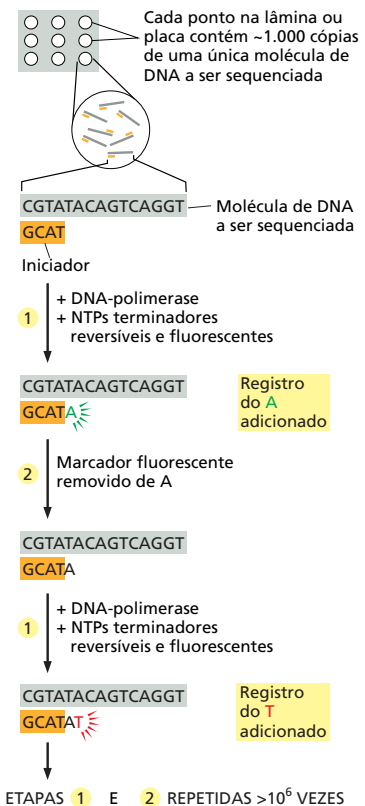 Cada ponto na lâmina ou
placa contém ~1.000 cópias
de uma única molécula de
DNA a ser sequenciada
CGTATACAGTCAGGT
Molécula de DNA
a ser sequenciada
GCAT
Iniciador
1
+ DNA-polimerase
+ NTPs terminadores
reversíveis e fluorescentes
CGTATACAGTCAGGT
GCATA
Registro
do A
adicionado
2
Marcador fluorescente
removido de A
CGTATACAGTCAGGT
GCATA
1
+ DNA-polimerase
+ NTPs terminadores
reversíveis e fluorescentes
CGTATACAGTCAGGT
GCATAT
Registro
do T
adicionado
ETAPAS 1 E 2 REPETIDAS >10⁶ VEZES